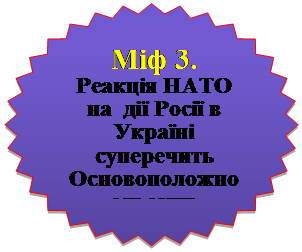 Міф 3.
Реакція НАТО
на дії Росії в
Україні
суперечить
Основоположно